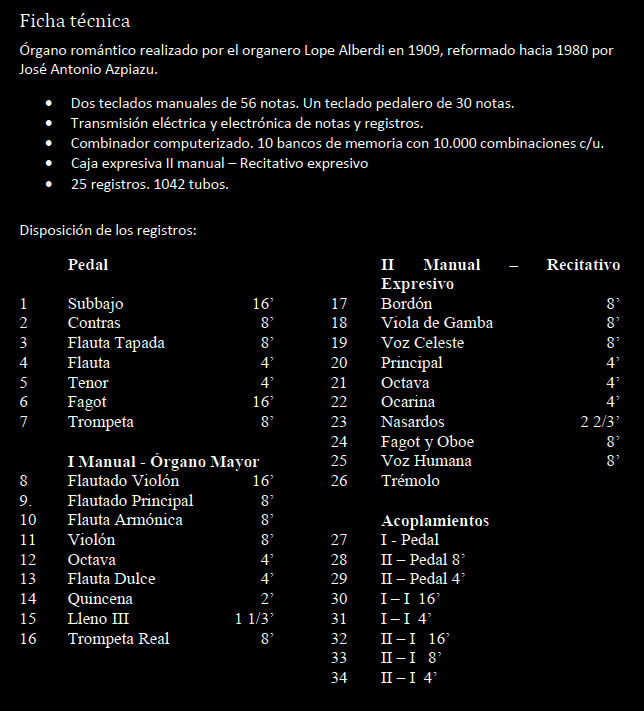 Ficha técnica
Órgano romántico realizado por el organero Lope Alberdi en 1909, reformado hacia 1980 por
José Antonio Azpiazu.
• Dos teclados manuales de 56 notas. Un teclado pedalero de 30 notas.
• Transmisión eléctrica y electrónica de notas y registros.
• Combinador computerizado. 10 bancos de memoria con 10.000 combinaciones c/u.
• Caja expresiva II manual – Recitativo expresivo
• 25 registros. 1042 tubos.
Disposición de los registros:
Pedal
1 Subbajo 16’
2 Contras 8’
3 Flauta Tapada 8’
4 Flauta 4’
5 Tenor 4’
6 Fagot 16’
7 Trompeta 8’
I Manual - Órgano Mayor
8 Flautado Violón 16’
9. Flautado Principal 8’
10 Flauta Armónica 8’
11 Violón 8’
12 Octava 4’
13 Flauta Dulce 4’
14 Quincena 2’
15 Lleno III 1 1/3’
16 Trompeta Real 8’
II Manual – Recitativo
Expresivo
17 Bordón 8’
18 Viola de Gamba 8’
19 Voz Celeste 8’
20 Principal 4’
21 Octava 4’
22 Ocarina 4’
23 Nasardos 2 2/3’
24 Fagot y Oboe 8’
25 Voz Humana 8’
26 Trémolo
Acoplamientos
27 I - Pedal
28 II – Pedal 8’
29 II – Pedal 4’
30 I – I 16’
31 I – I 4’
32 II – I 16’
33 II – I 8’
34 II – I 4’